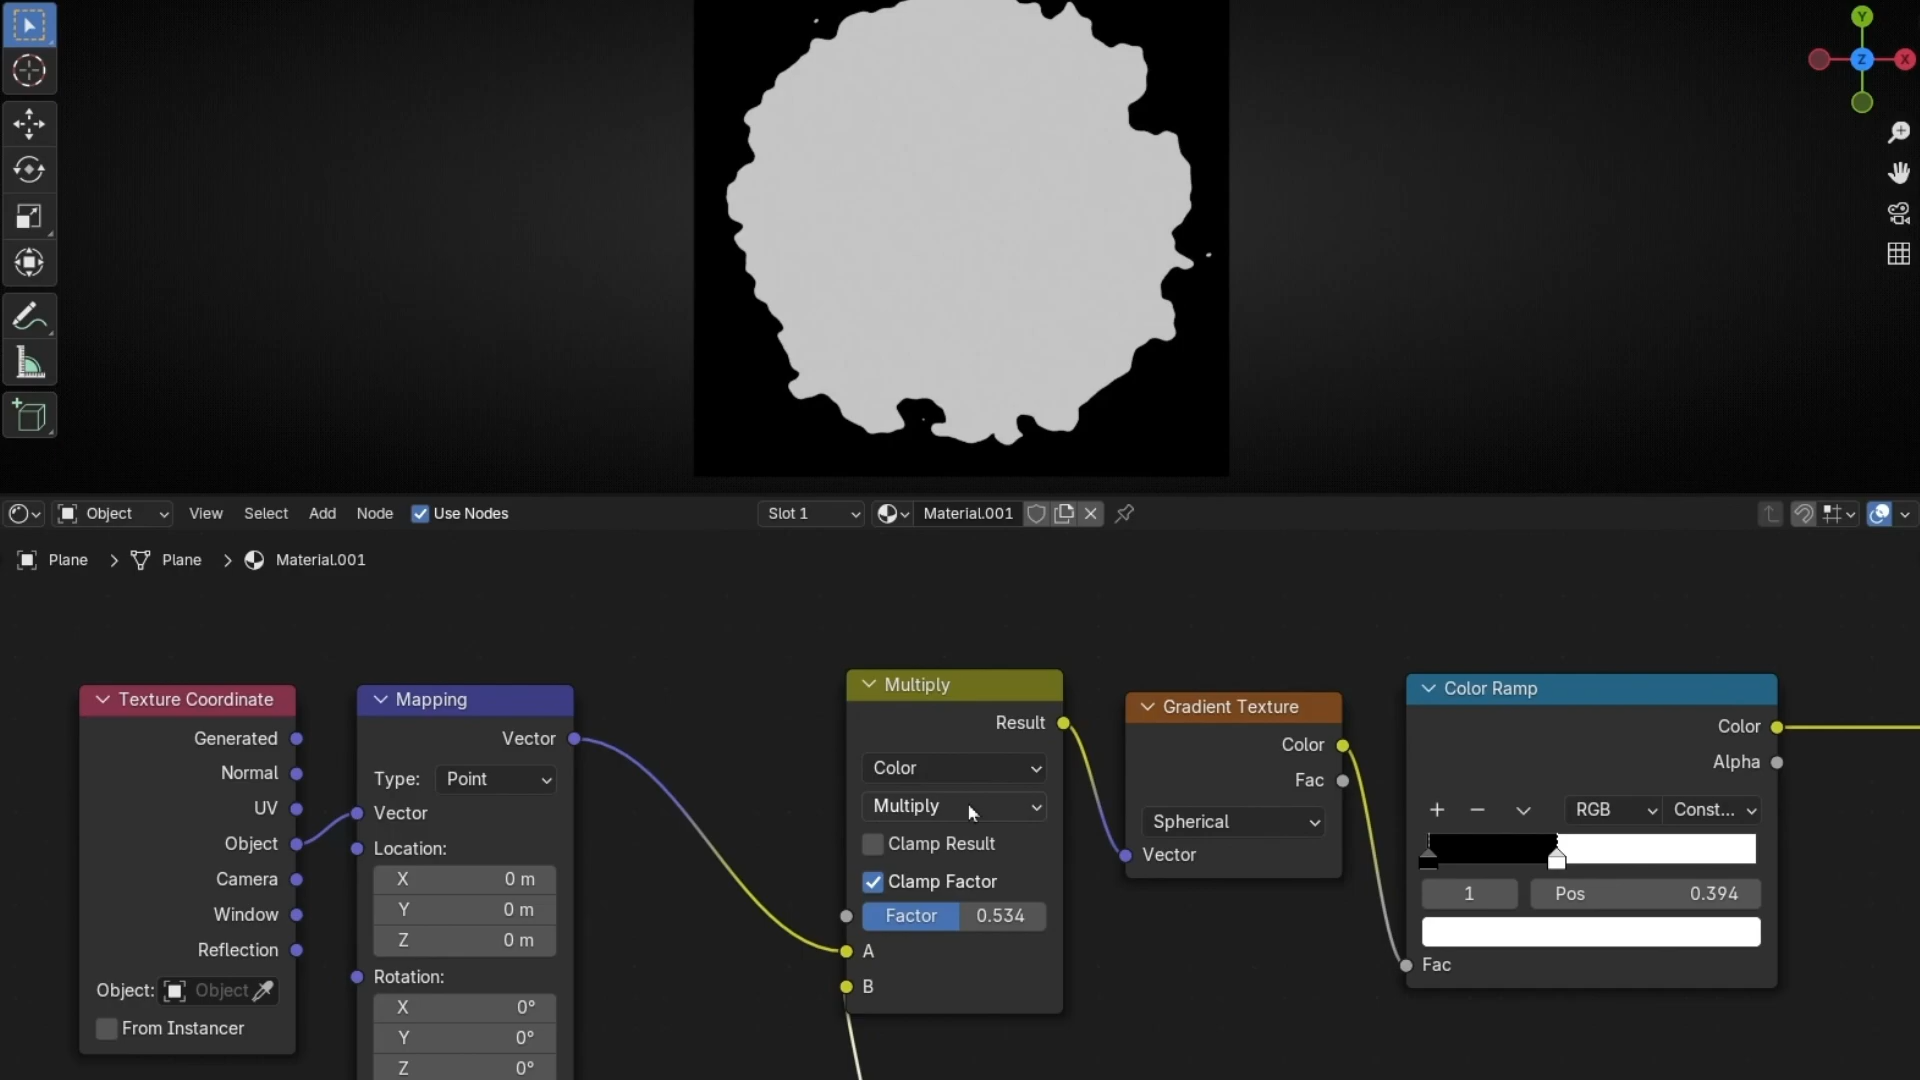 Y
Z
X
Object
View
Select
Add
Node
Use Nodes
Slot 1
Material.001
Plane > Plane > Material.001
Texture Coordinate
Generated
Normal
UV
Object
Camera
Window
Reflection
Object: Object
From Instancer
Mapping
Vector
Type: Point
Vector
Location:
X 0 m
Y 0 m
Z 0 m
Rotation:
X 0°
Y 0°
Z 0°
Multiply
Result
Color
Multiply
Clamp Result
Clamp Factor
Factor 0.534
A
B
Gradient Texture
Color
Fac
Spherical
Vector
Color Ramp
Color
Alpha
RGB
Const...
1
Pos 0.394
Fac